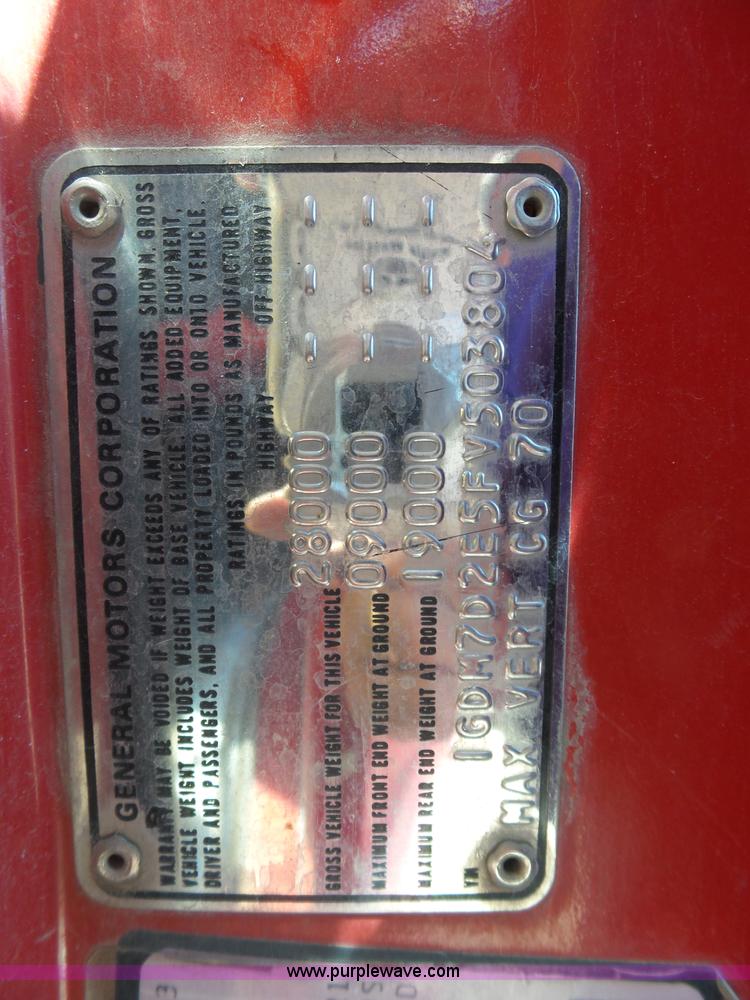 GENERAL MOTORS CORPORATION
WARRANTY MAY BE VOIDED IF WEIGHT EXCEEDS ANY OF RATINGS SHOWN. GROSS
VEHICLE WEIGHT INCLUDES WEIGHT OF BASE VEHICLE, ALL ADDED EQUIPMENT,
DRIVER AND PASSENGERS, AND ALL PROPERTY LOADED INTO OR ONTO VEHICLE.
RATINGS IN POUNDS AS MANUFACTURED
HIGHWAY OFF HIGHWAY
GROSS VEHICLE WEIGHT FOR THIS VEHICLE 28000 - - -
MAXIMUM FRONT END WEIGHT AT GROUND 09000 - - -
MAXIMUM REAR END WEIGHT AT GROUND 19000 - - -
VIN 1GDM7D2E5FV503804
MAX VERT CG 70
www.purplewave.com